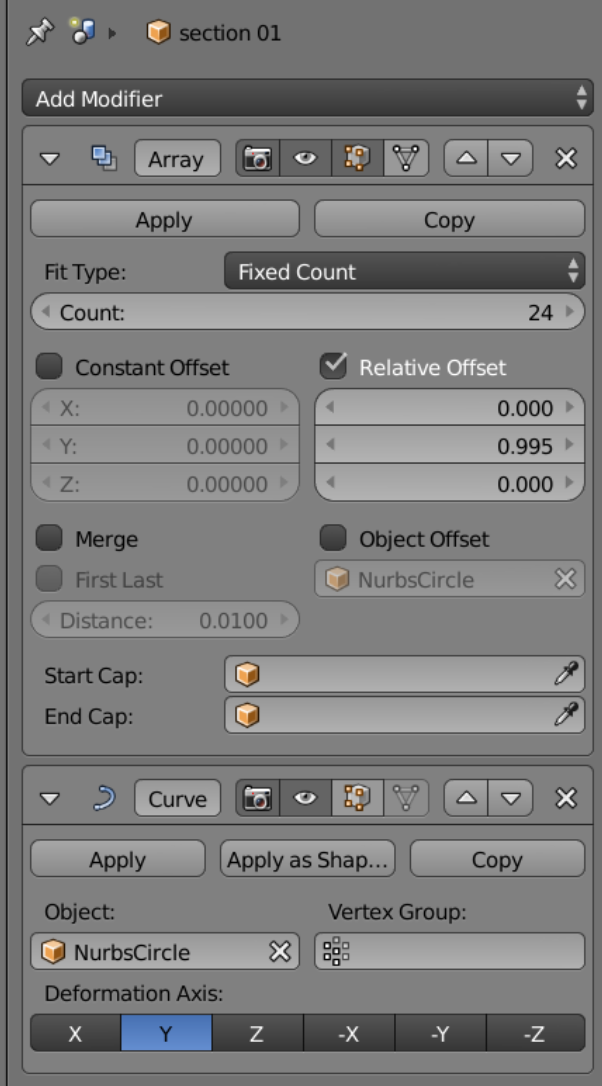 section 01
Add Modifier
Array
Apply Copy
Fit Type: Fixed Count
Count: 24
Constant Offset Relative Offset
X: 0.00000 0.000
Y: 0.00000 0.995
Z: 0.00000 0.000
Merge Object Offset
First Last NurbsCircle
Distance: 0.0100
Start Cap:
End Cap:
Curve
Apply Apply as Shap... Copy
Object: Vertex Group:
NurbsCircle
Deformation Axis:
X Y Z -X -Y -Z